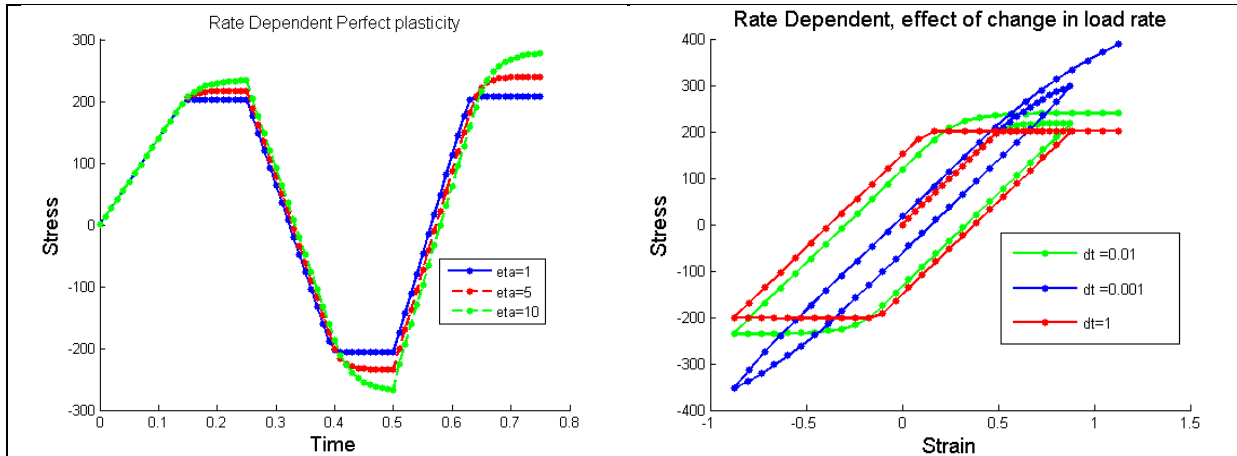 Rate Dependent Perfect plasticity
300
200
100
0
-100
-200
-300
0
0.1
0.2
0.3
0.4
0.5
0.6
0.7
0.8
Stress
Time
eta=1
eta=5
eta=10
Rate Dependent, effect of change in load rate
400
300
200
100
0
-100
-200
-300
-400
-1
-0.5
0
0.5
1
1.5
Stress
Strain
dt =0.01
dt =0.001
dt=1